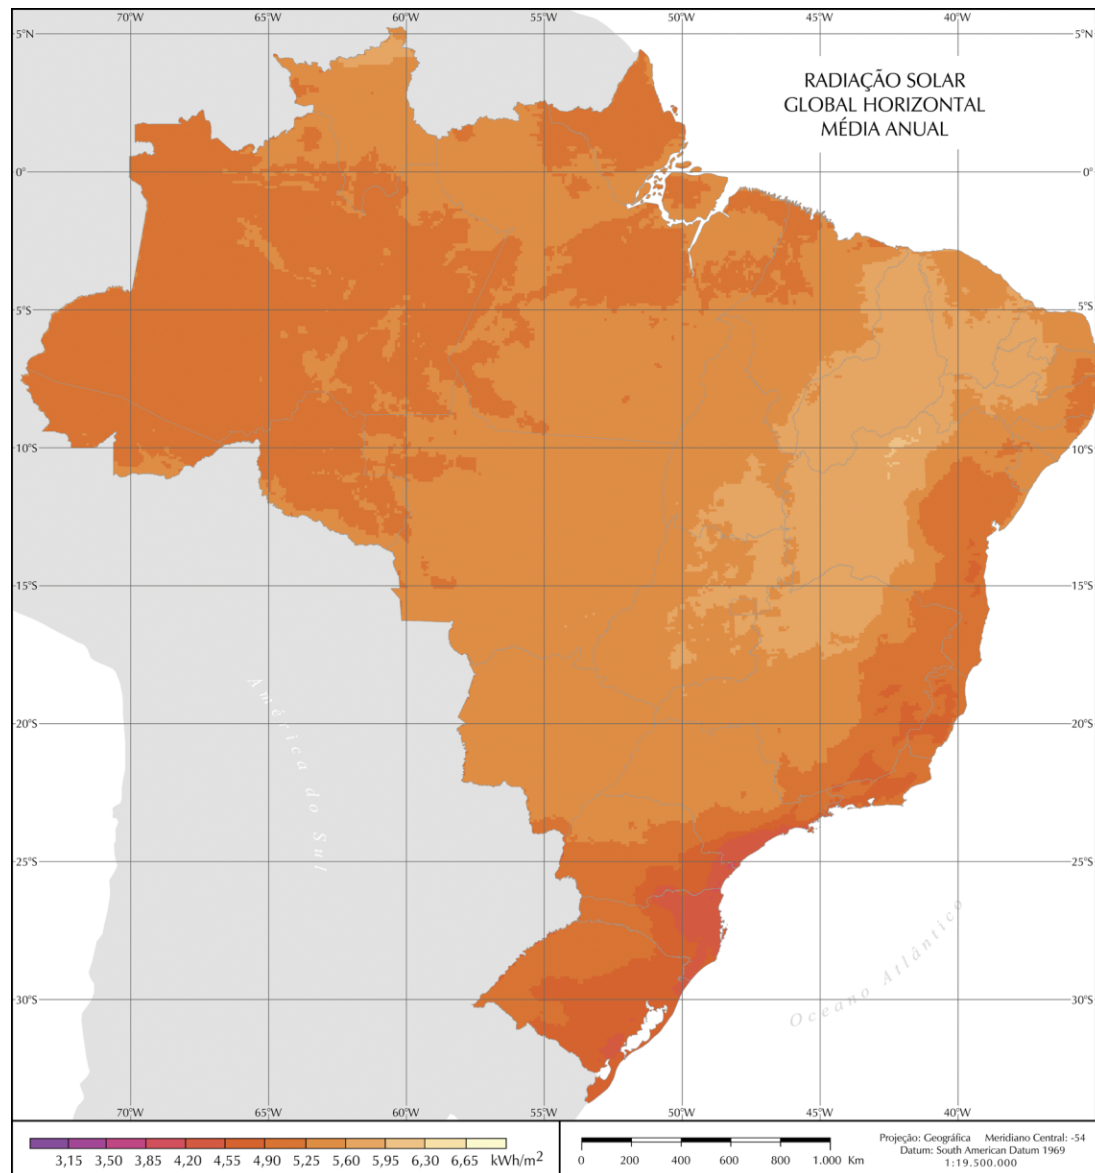 70°W 65°W 60°W 55°W 50°W 45°W 40°W
5°N 5°N
RADIAÇÃO SOLAR
GLOBAL HORIZONTAL
MÉDIA ANUAL
0° 0°
5°S 5°S
10°S 10°S
15°S 15°S
América do Sul
20°S 20°S
25°S 25°S
Oceano Atlântico
30°S 30°S
70°W 65°W 60°W 55°W 50°W 45°W 40°W
3,15 3,50 3,85 4,20 4,55 4,90 5,25 5,60 5,95 6,30 6,65 kWh/m²
0 200 400 600 800 1.000 Km
Projeção: Geográfica Meridiano Central: -54
Datum: South American Datum 1969
1:19.500.000